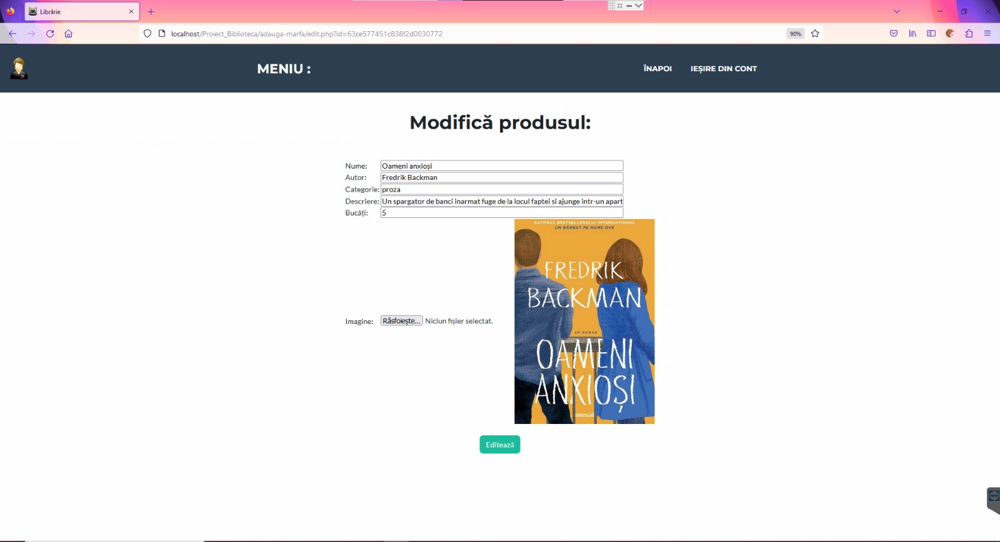 Librărie
localhost/Proiect_Biblioteca/adauga-marfa/edit.php?id=63ce577451c838f2d0030772
90%
MENIU :
ÎNAPOI
IEȘIRE DIN CONT
Modifică produsul:
Nume: Oameni anxioși
Autor: Fredrik Backman
Categorie: proza
Descriere: Un spargator de banci inarmat fuge de la locul faptei si ajunge intr-un apart
Bucăți: 5
Imagine: Răsfoiește... Niciun fișier selectat.
AUTORUL BESTSELLERULUI INTERNAȚIONAL
UN BĂRBAT PE NUME OVE
FREDRIK
BACKMAN
UN ROMAN
OAMENI
ANXIOȘI
musai
Editează